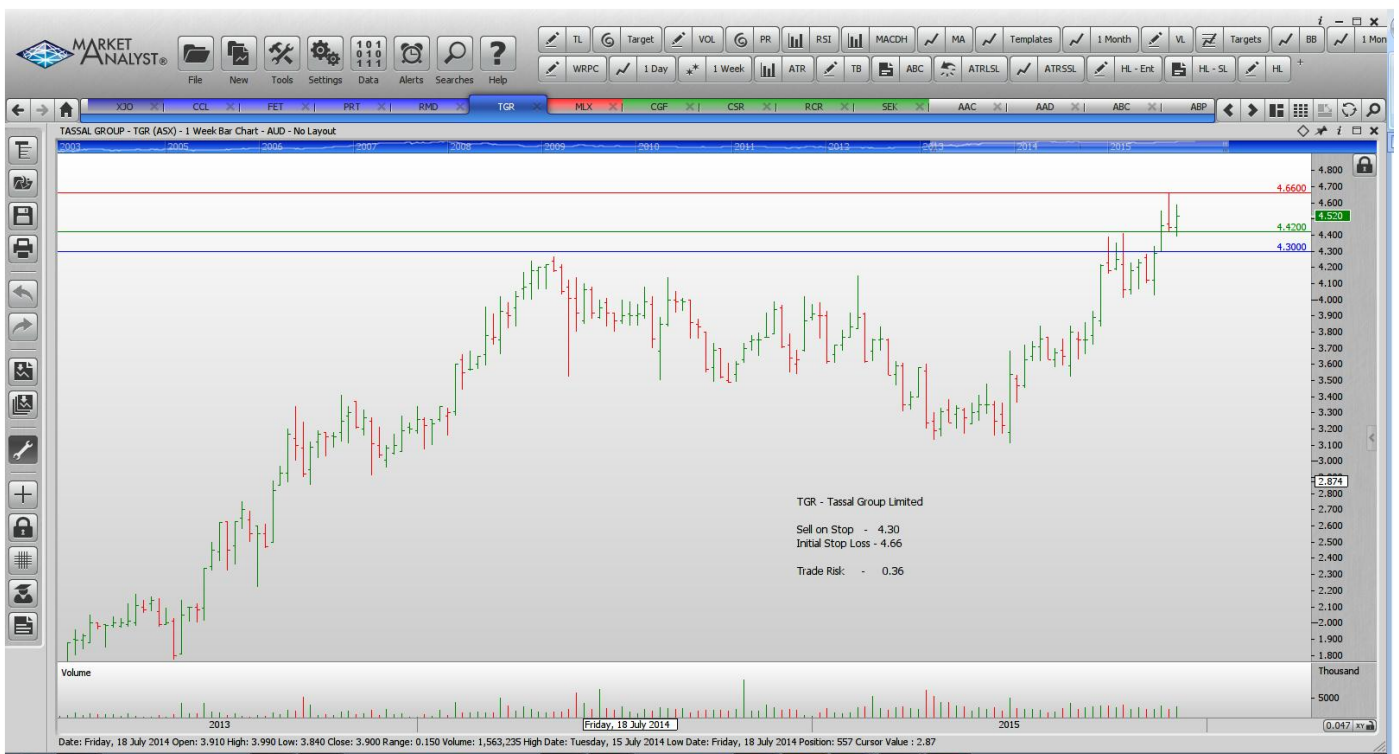 i
MARKET ANALYST®
File New Tools Settings Data Alerts Searches Help
TL Target VOL PR RSI MACDH MA Templates 1 Month VL Targets BB 1 Mon
WRPC 1 Day 1 Week ATR TB ABC ATRLSL ATRSSL HL - Ent HL - SL HL +
XJO CCL FET PRT RMD TGR MLX CGF CSR RCR SEK AAC AAD ABC ABP
TASSAL GROUP - TGR (ASX) - 1 Week Bar Chart - AUD - No Layout
2003 2005 2006 2007 2008 2009 2010 2011 2012 2013 2014 2015
4.800
4.6600 4.700
4.600
4.520
4.4200 4.400
4.3000 4.300
4.200
4.100
4.000
3.900
3.800
3.700
3.600
3.500
3.400
3.300
3.200
3.100
3.000
2.874
2.800
2.700
2.600
2.500
2.400
2.300
2.200
2.100
2.000
1.900
1.800
TGR - Tassal Group Limited
Sell on Stop - 4.30
Initial Stop Loss - 4.66
Trade Risk - 0.36
Volume Thousand
5000
2013 Friday, 18 July 2014 2015 0.047 XY
Date: Friday, 18 July 2014 Open: 3.910 High: 3.990 Low: 3.840 Close: 3.900 Range: 0.150 Volume: 1,563,235 High Date: Tuesday, 15 July 2014 Low Date: Friday, 18 July 2014 Position: 557 Cursor Value : 2.87